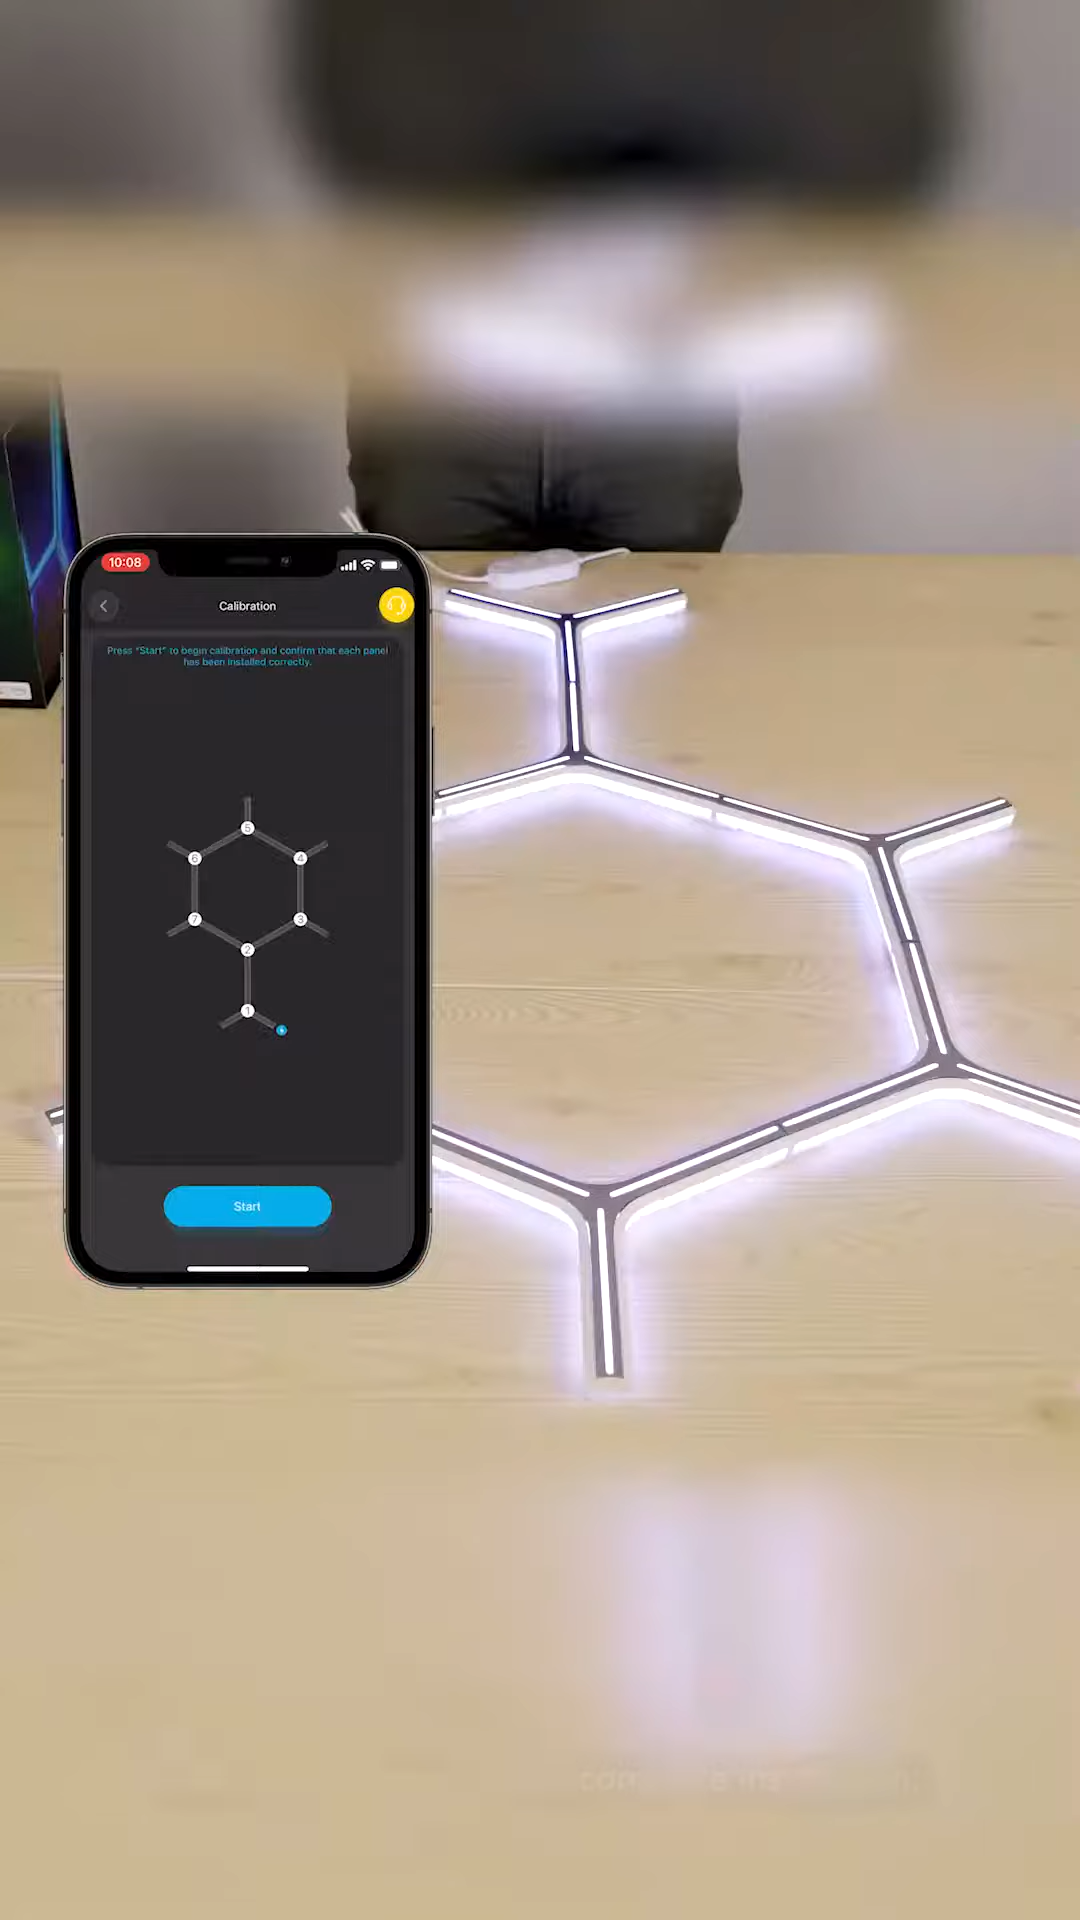 10:08
Calibration
Press "Start" to begin calibration and confirm that each panel
has been installed correctly.
5
6
4
7
3
2
1
Start